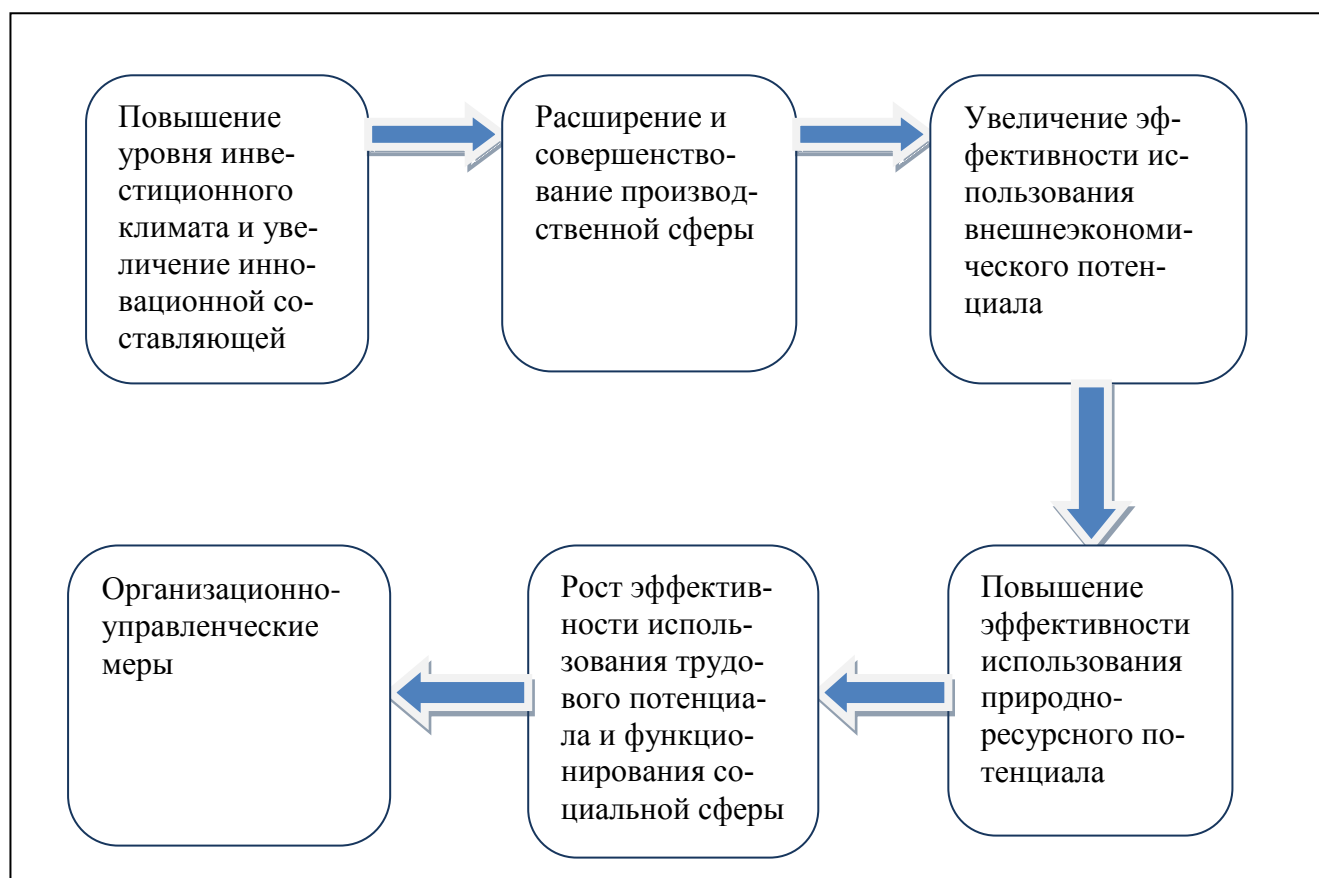 Повышение
уровня инве-
стиционного
климата и уве-
личение инно-
вационной со-
ставляющей
Расширение и
совершенство-
вание производ-
ственной сферы
Увеличение эф-
фективности ис-
пользования
внешнеэкономи-
ческого потен-
циала
Повышение
эффективности
использования
природно-
ресурсного по-
тенциала
Рост эффектив-
ности исполь-
зования трудо-
вого потенциа-
ла и функцио-
нирования со-
циальной сферы
Организационно-
управленческие
меры